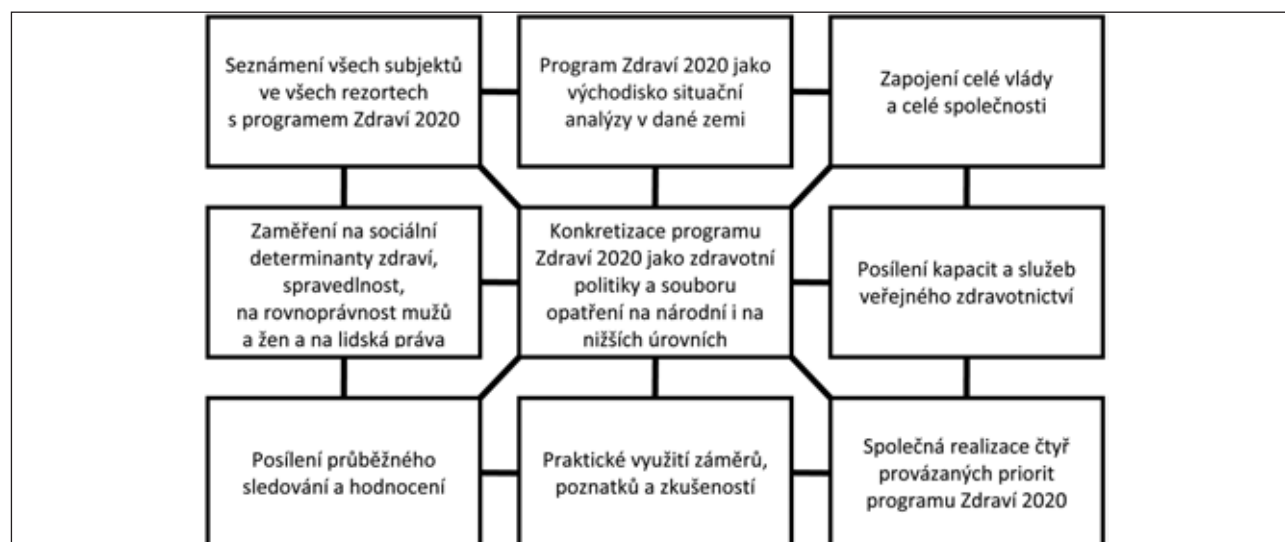 Seznámení všech subjektů
ve všech rezortech
s programem Zdraví 2020
Program Zdraví 2020 jako
východisko situační
analýzy v dané zemi
Zapojení celé vlády
a celé společnosti
Zaměření na sociální
determinanty zdraví,
spravedlnost,
na rovnoprávnost mužů
a žen a na lidská práva
Konkretizace programu
Zdraví 2020 jako zdravotní
politiky a souboru
opatření na národní i na
nižších úrovních
Posílení kapacit a služeb
veřejného zdravotnictví
Posílení průběžného
sledování a hodnocení
Praktické využití záměrů,
poznatků a zkušeností
Společná realizace čtyř
provázaných priorit
programu Zdraví 2020